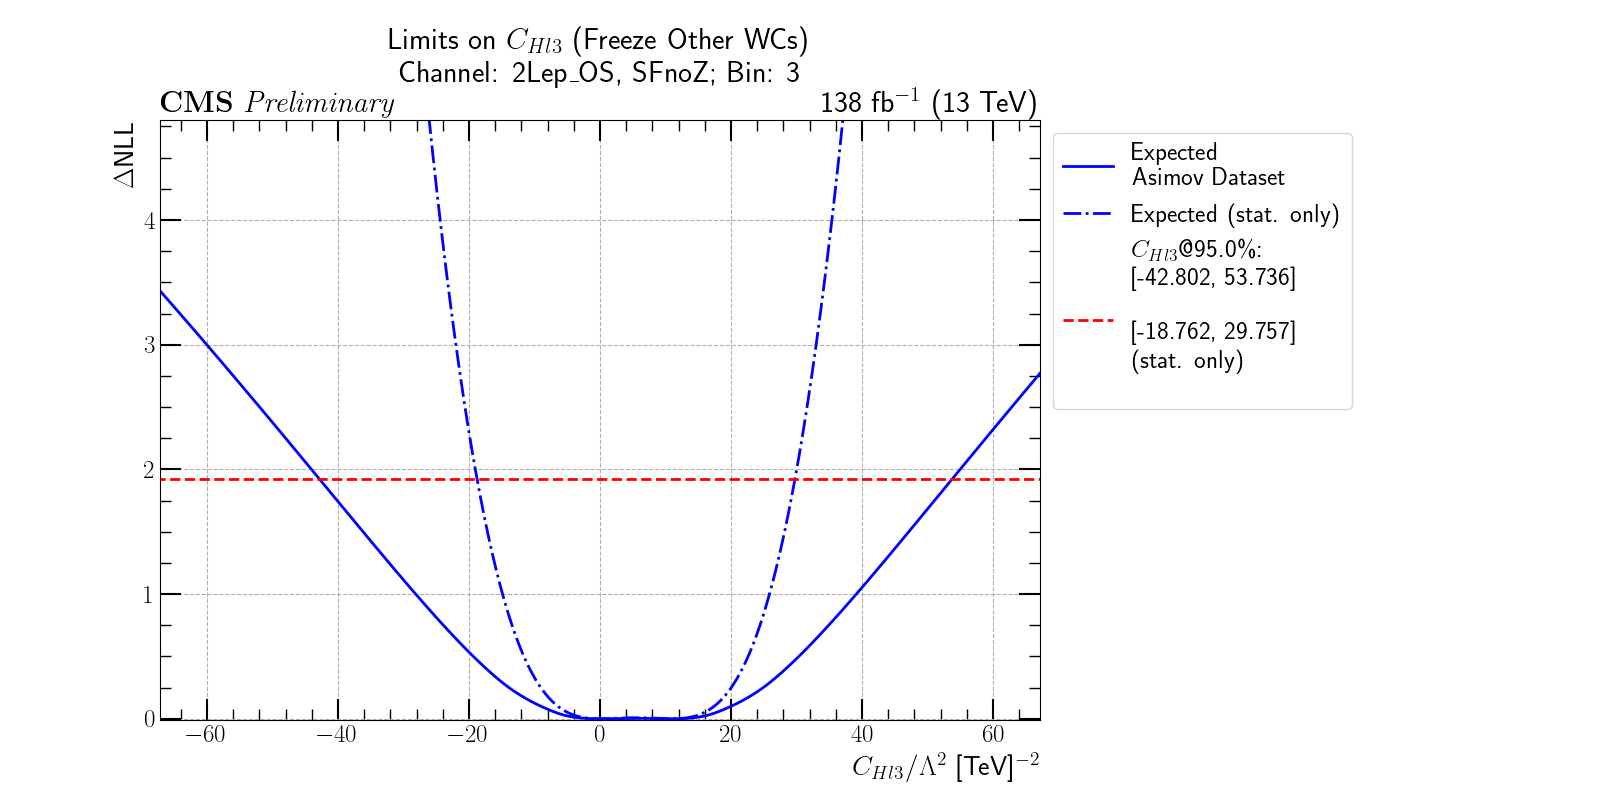 Limits on C_{Hl3} (Freeze Other WCs)
Channel: 2Lep_OS, SFnoZ; Bin: 3
CMS Preliminary
138 fb^{-1} (13 TeV)
ΔNLL
4
3
2
1
0
−60
−40
−20
0
20
40
60
C_{Hl3}/Λ^2 [TeV]^{-2}
Expected
Asimov Dataset
Expected (stat. only)
C_{Hl3}@95.0%:
[-42.802, 53.736]
[-18.762, 29.757]
(stat. only)